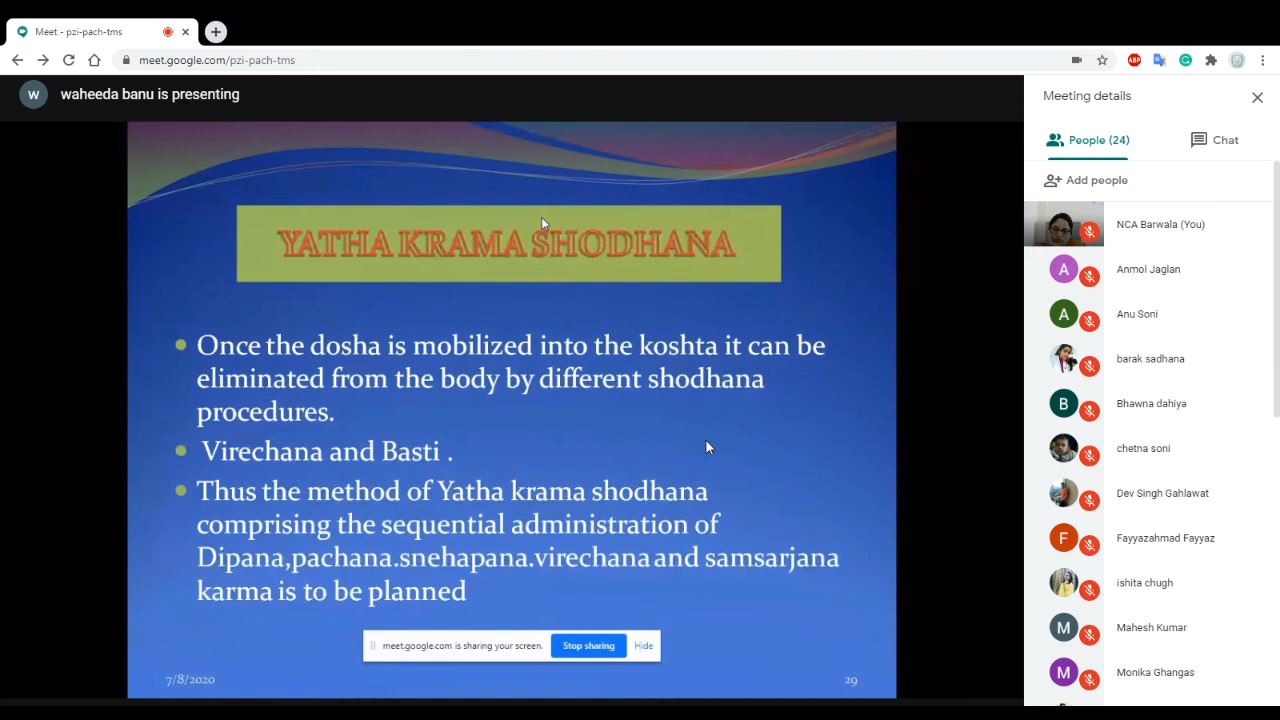 Meet - pzi-pach-tms
meet.google.com/pzi-pach-tms
ABP
W
waheeda banu is presenting
YATHA KRAMA SHODHANA
Once the dosha is mobilized into the koshta it can be
eliminated from the body by different shodhana
procedures.
Virechana and Basti .
Thus the method of Yatha krama shodhana
comprising the sequential administration of
Dipana,pachana.snehapana.virechana and samsarjana
karma is to be planned
meet.google.com is sharing your screen.
Stop sharing
Hide
7/8/2020
29
Meeting details
People (24)
Chat
Add people
NCA Barwala (You)
A
Anmol Jaglan
A
Anu Soni
barak sadhana
B
Bhawna dahiya
chetna soni
Dev Singh Gahlawat
F
Fayyazahmad Fayyaz
ishita chugh
M
Mahesh Kumar
M
Monika Ghangas